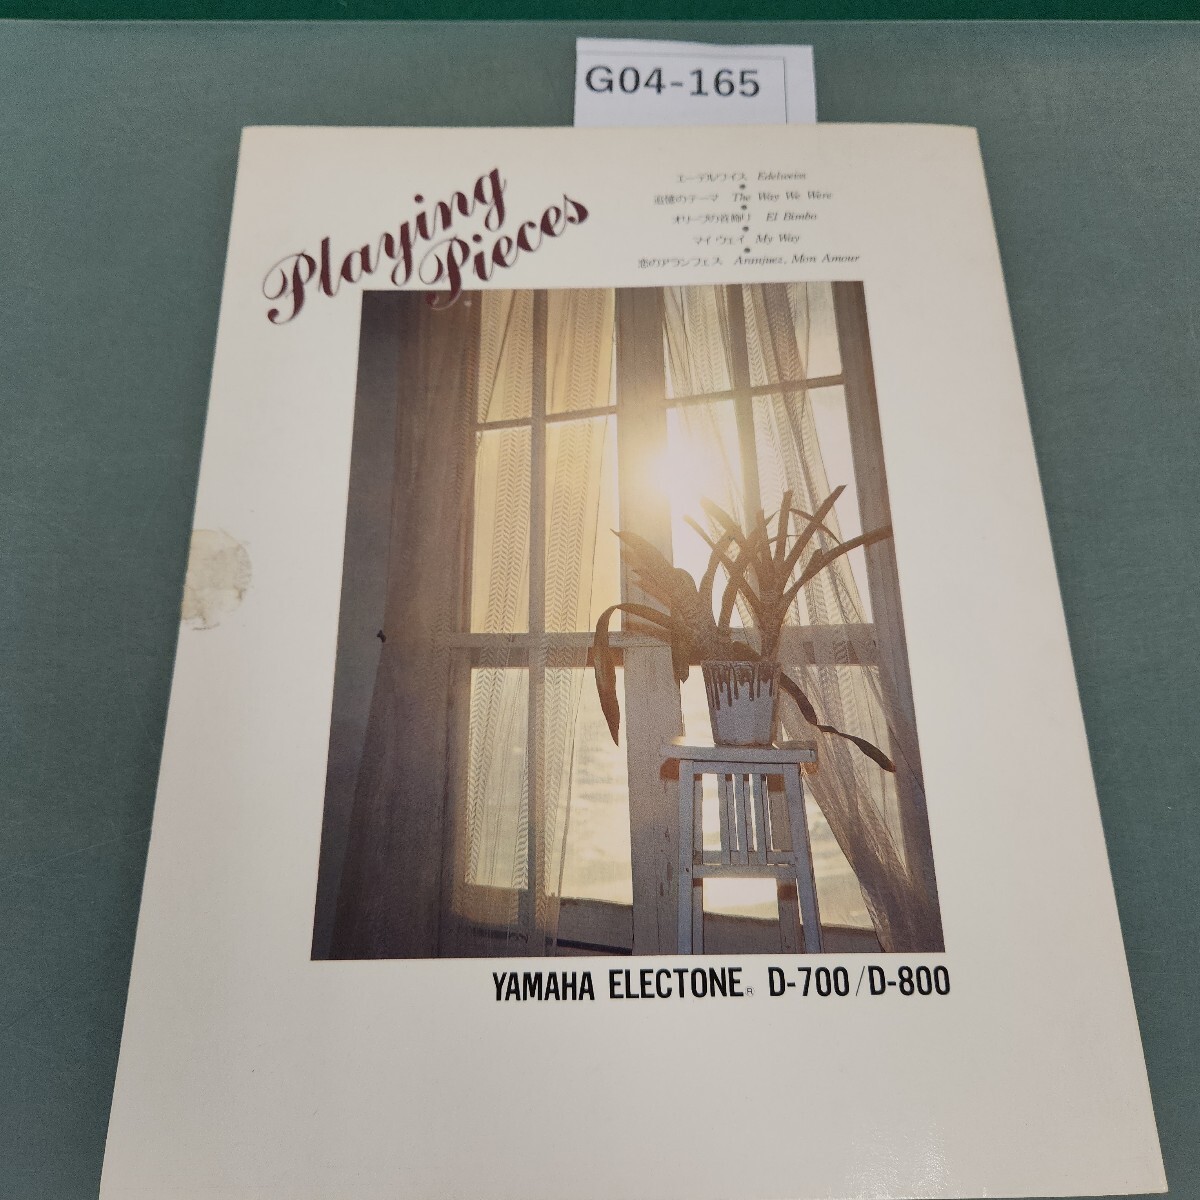 G04-165
Playing
Pieces
エーデルワイス Edelweiss
追憶のテーマ The Way We Were
オリーブの首飾り El Bimbo
マイ ウェイ My Way
恋のアランフェス Aranjuez, Mon Amour
YAMAHA ELECTONE® D-700/D-800